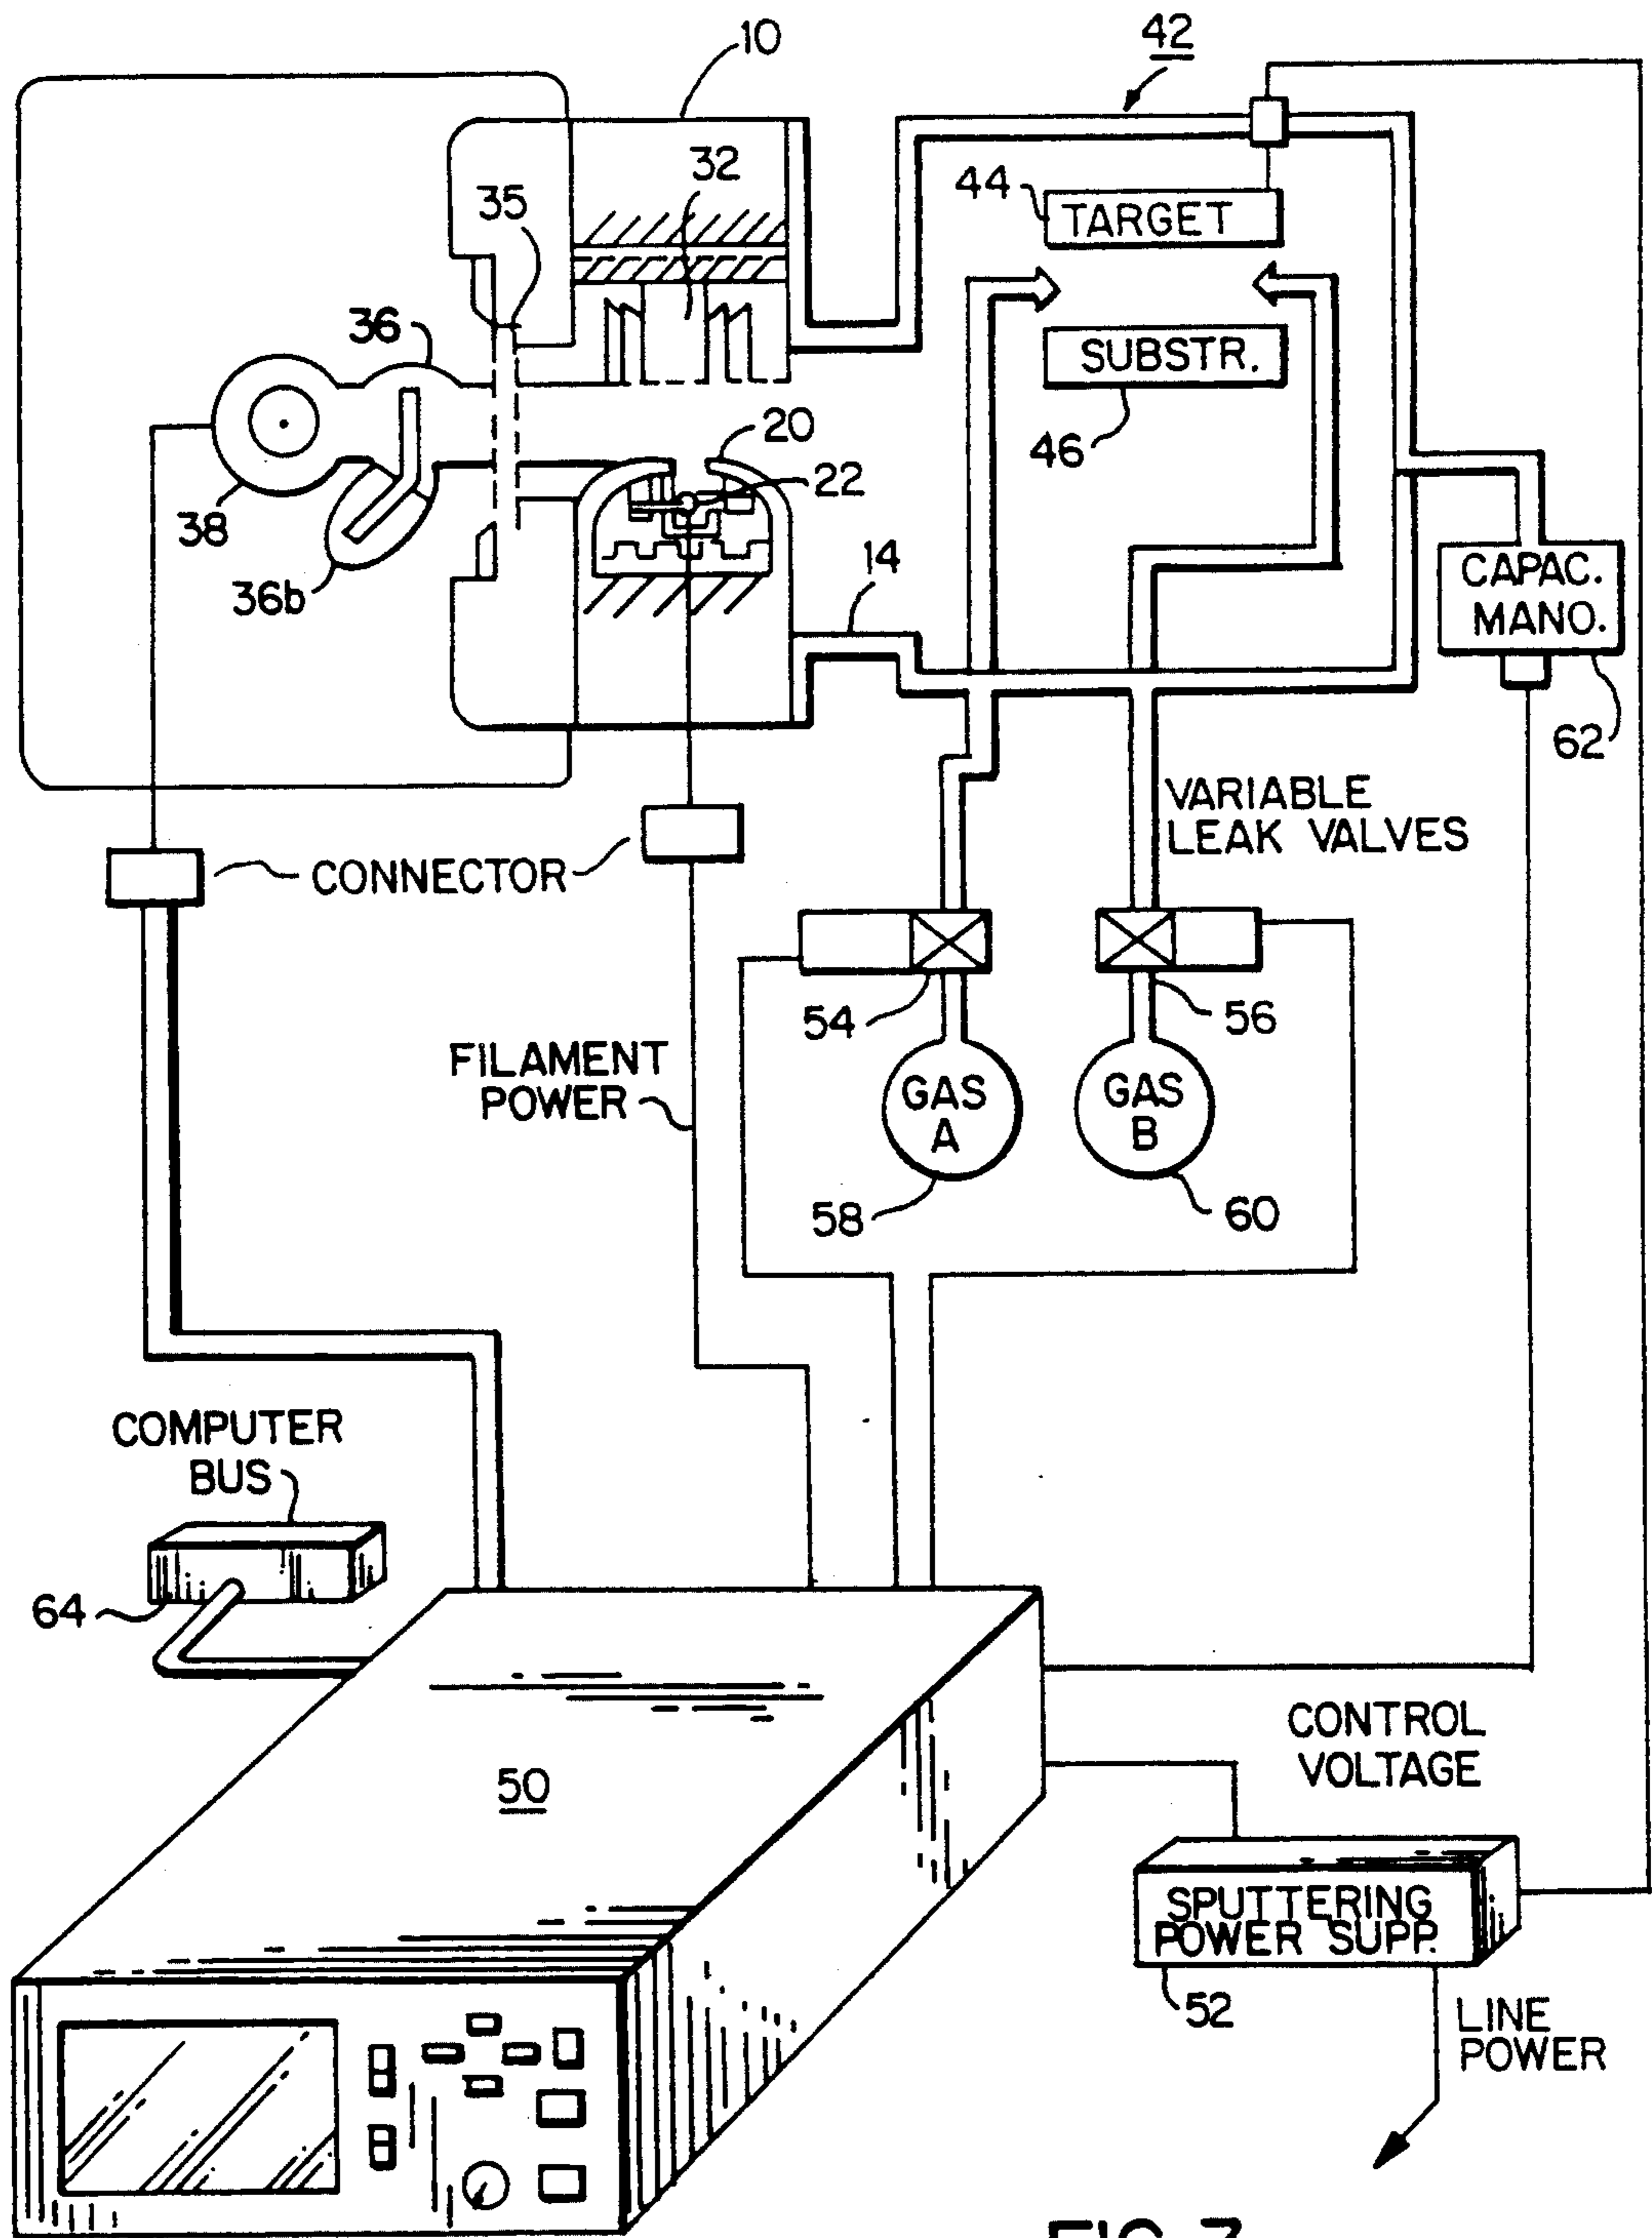 10
42
32
35
44
TARGET
36
SUBSTR.
20
46
22
38
14
36b
CAPAC.
MANO.
62
VARIABLE
LEAK VALVES
CONNECTOR
54
56
FILAMENT
POWER
GAS
A
GAS
B
58
60
COMPUTER
BUS
64
CONTROL
VOLTAGE
50
SPUTTERING
POWER SUPP.
52
LINE
POWER